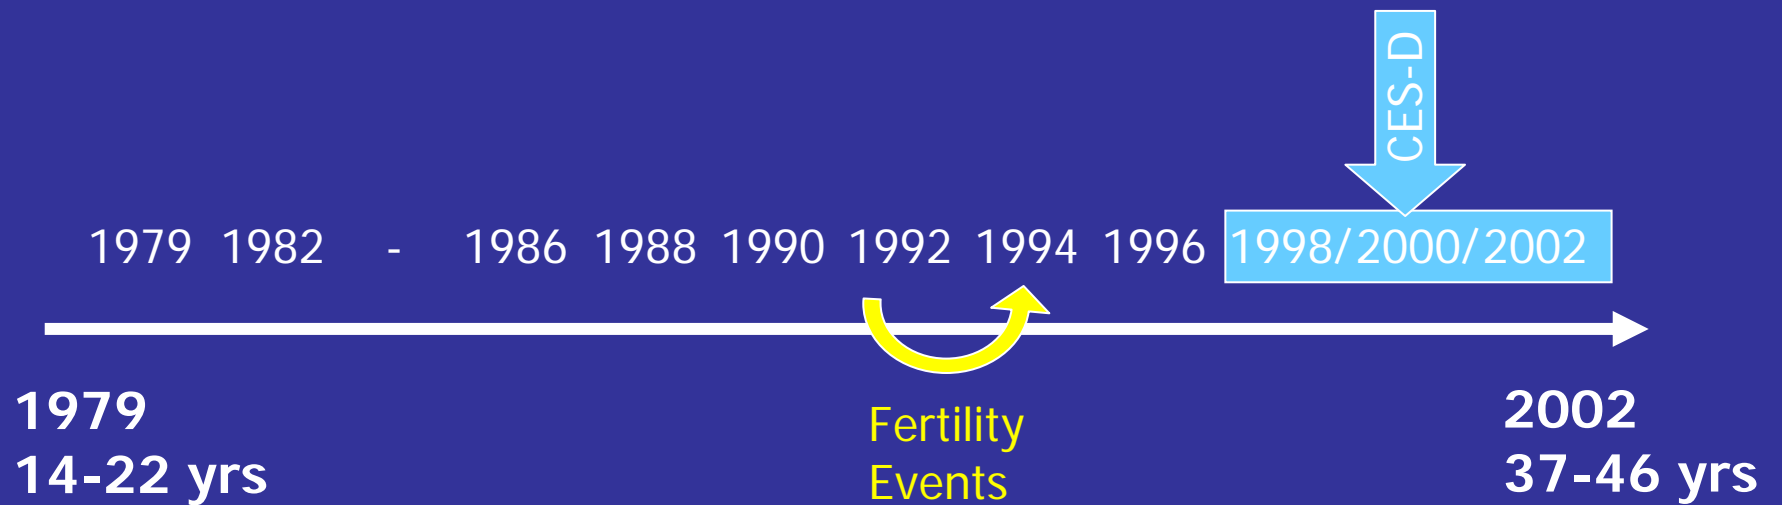 CES-D
1979 1982 - 1986 1988 1990 1992 1994 1996 1998/2000/2002
1979
14-22 yrs
Fertility
Events
2002
37-46 yrs